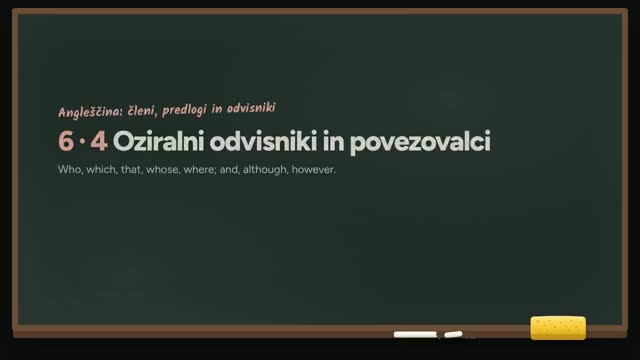 Angleščina: členi, predlogi in odvisniki
6・4 Oziralni odvisniki in povezovalci
Who, which, that, whose, where; and, although, however.